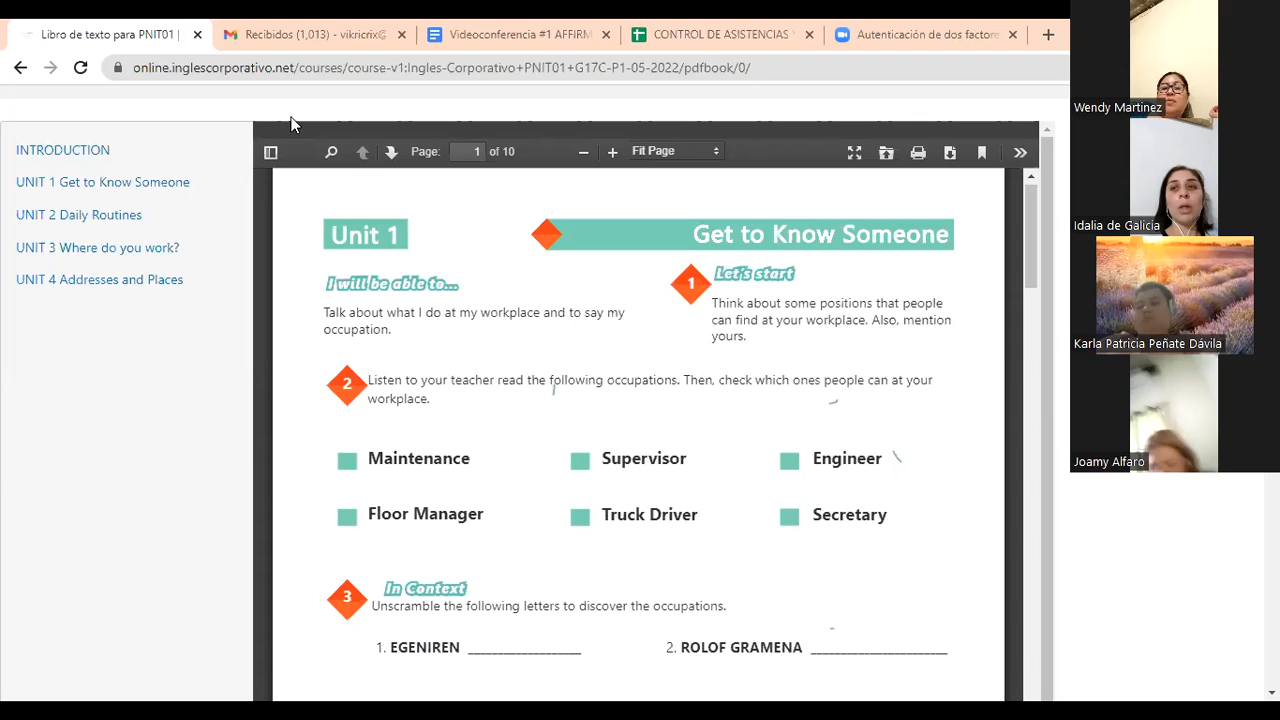 Libro de texto para PNIT01 |
Recibidos (1,013) - vikricrix@
Videoconferencia #1 AFFIRM
CONTROL DE ASISTENCIAS
Autenticación de dos factore
online.inglescorporativo.net/courses/course-v1:Ingles-Corporativo+PNIT01+G17C-P1-05-2022/pdfbook/0/
INTRODUCTION
UNIT 1 Get to Know Someone
UNIT 2 Daily Routines
UNIT 3 Where do you work?
UNIT 4 Addresses and Places
Page: 1 of 10
Fit Page
Unit 1
Get to Know Someone
I will be able to...
Talk about what I do at my workplace and to say my
occupation.
1
Let's start
Think about some positions that people
can find at your workplace. Also, mention
yours.
2
Listen to your teacher read the following occupations. Then, check which ones people can at your
workplace.
Maintenance
Supervisor
Engineer
Floor Manager
Truck Driver
Secretary
3
In Context
Unscramble the following letters to discover the occupations.
1. EGENIREN ___________________
2. ROLOF GRAMENA ___________________
Wendy Martinez
Idalia de Galicia
Karla Patricia Peñate Dávila
Joamy Alfaro